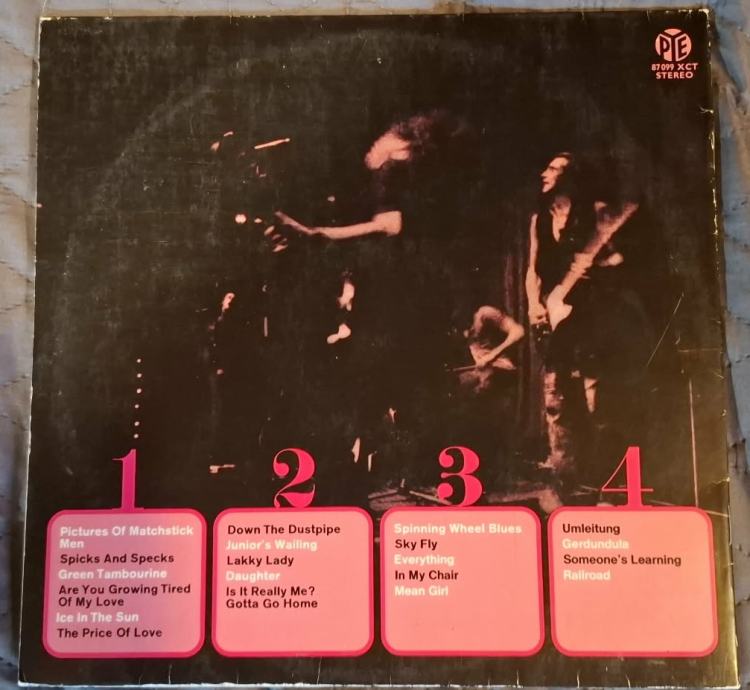 PYE
87099 XCT
STEREO
1
Pictures Of Matchstick
Men
Spicks And Specks
Green Tambourine
Are You Growing Tired
Of My Love
Ice In The Sun
The Price Of Love
2
Down The Dustpipe
Junior's Wailing
Lakky Lady
Daughter
Is It Really Me?
Gotta Go Home
3
Spinning Wheel Blues
Sky Fly
Everything
In My Chair
Mean Girl
4
Umleitung
Gerdundula
Someone's Learning
Railroad